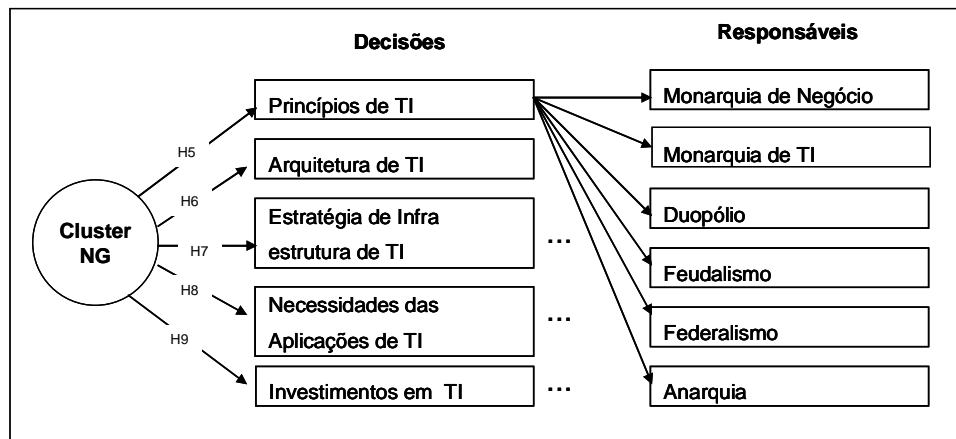 Decisões
Responsáveis
Cluster
NG
H5
H6
H7
H8
H9
Princípios de TI
Arquitetura de TI
Estratégia de Infra
estrutura de TI
Necessidades das
Aplicações de TI
Investimentos em TI
...
...
...
Monarquia de Negócio
Monarquia de TI
Duopólio
Feudalismo
Federalismo
Anarquia